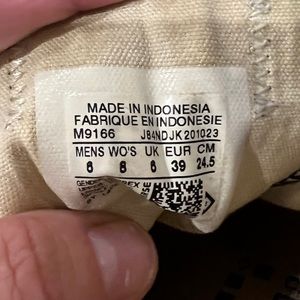 MADE IN INDONESIA
FABRIQUE EN INDONESIE
M9166 J84NDJK 201023
MENS WO'S UK EUR CM
6 8 6 39 24.5